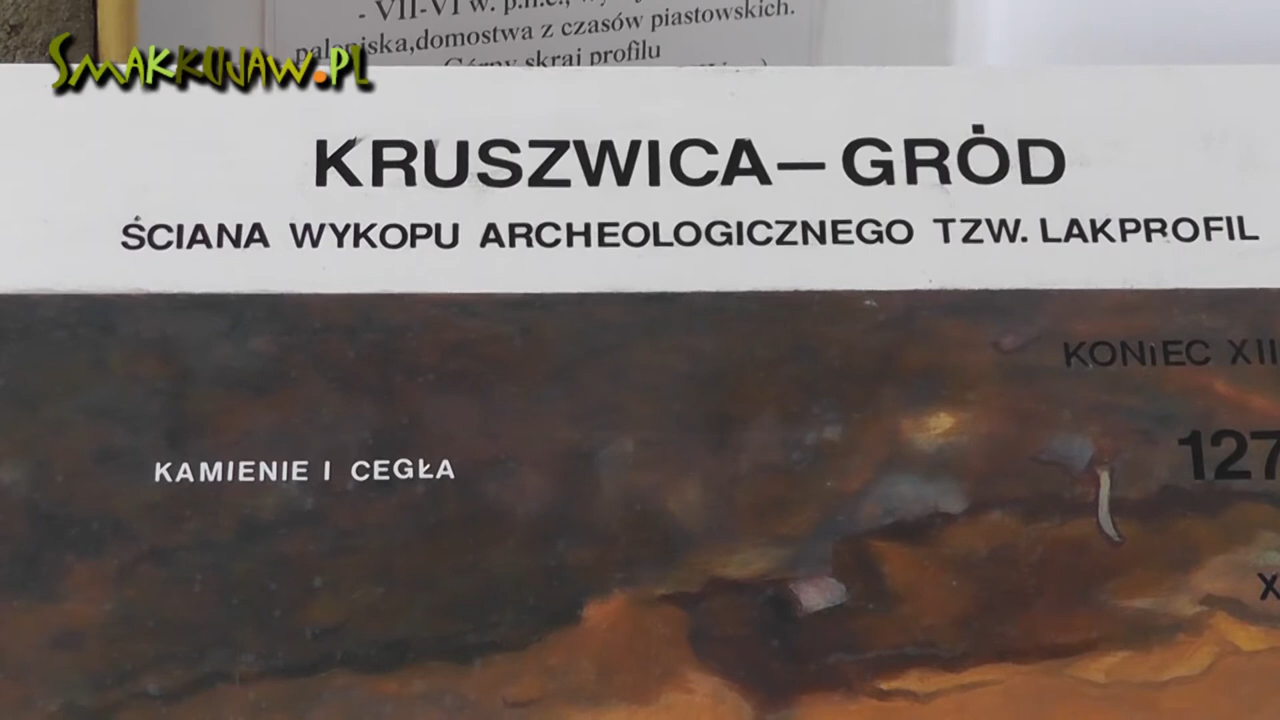 - VII-VI w. p.n.e.,
paleniska,domostwa z czasów piastowskich.
Górny skraj profilu
SMAKKUJAW.PL
KRUSZWICA – GRÓD
ŚCIANA WYKOPU ARCHEOLOGICZNEGO TZW. LAKPROFIL
KONIEC XII
127
KAMIENIE I CEGŁA
X